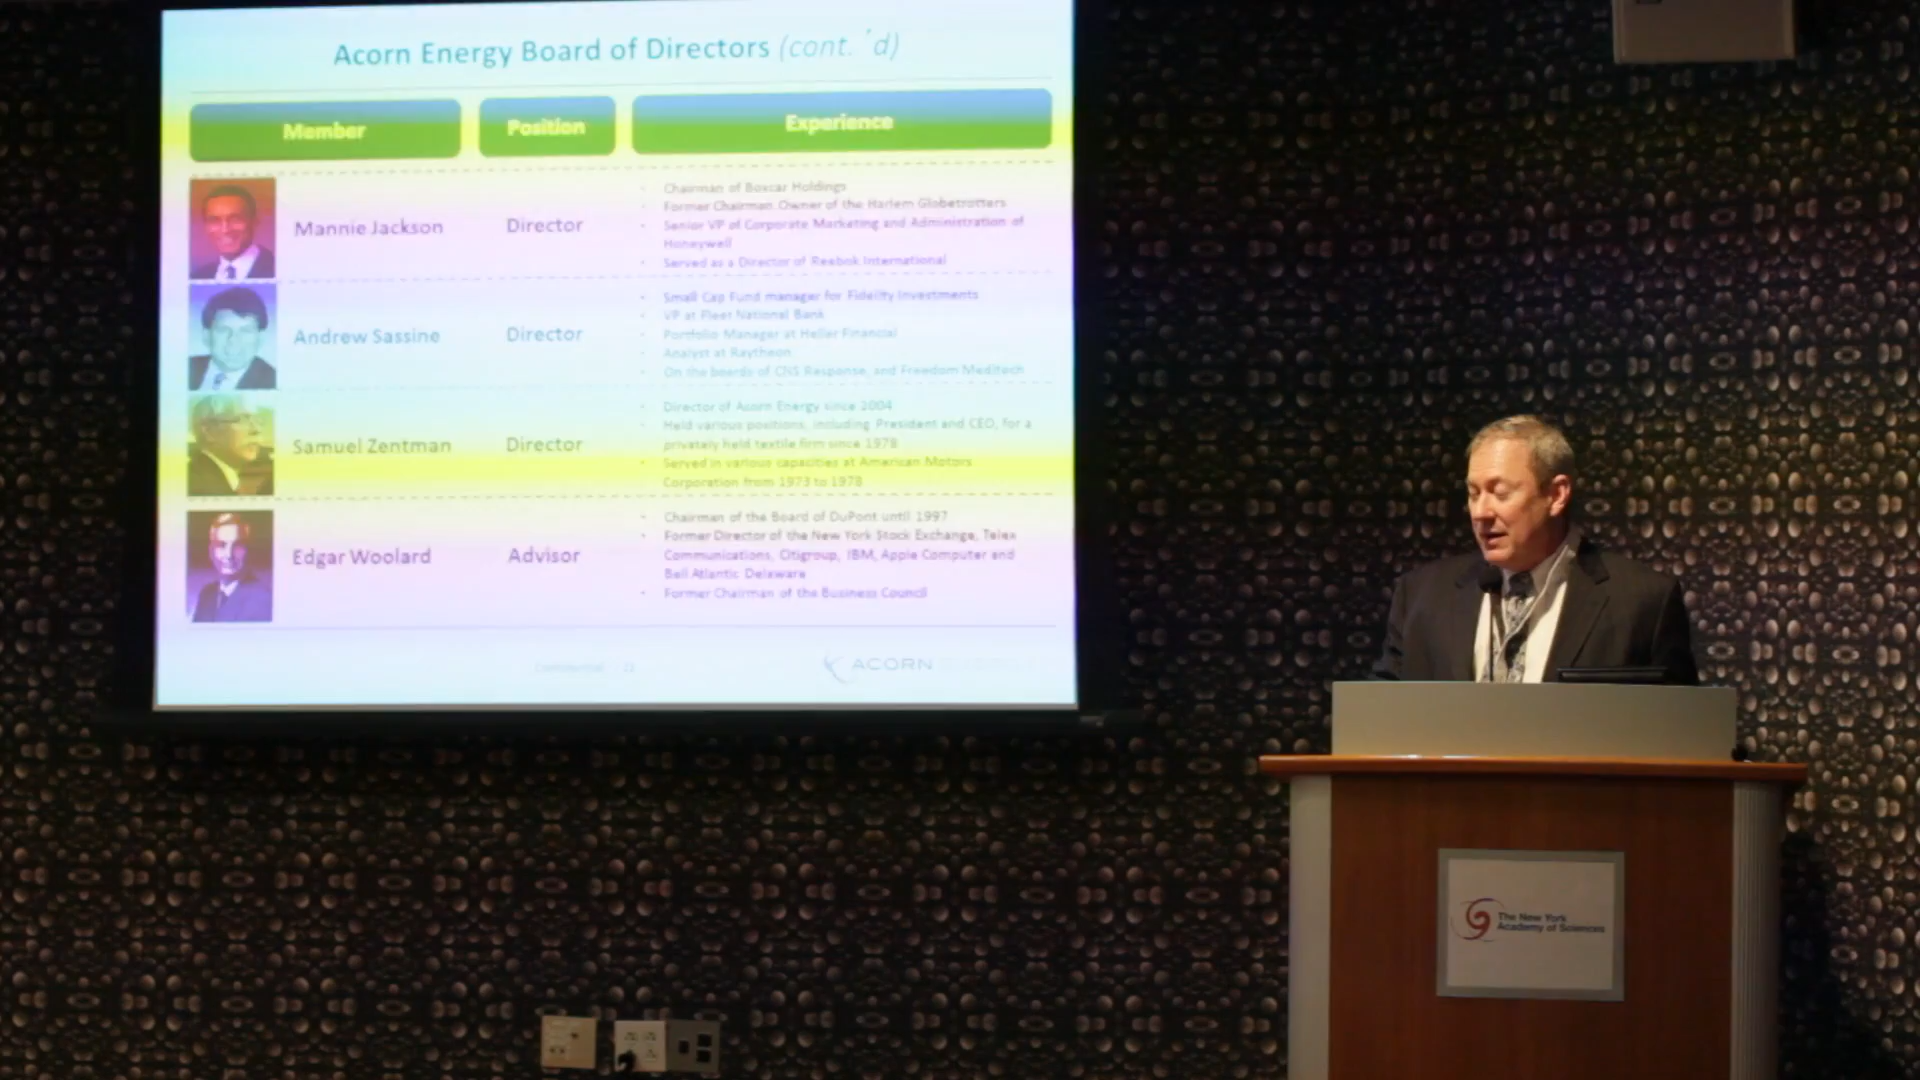 Acorn Energy Board of Directors (cont. 'd)
Member
Position
Experience
Mannie Jackson
Director
Chairman of Boxcar Holdings
Former Chairman Owner of the Harlem Globetrotters
Senior VP of Corporate Marketing and Administration of
Honeywell
Served as a Director of Reebok International
Andrew Sassine
Director
Small Cap Fund manager for Fidelity Investments
VP at Fleet National Bank
Portfolio Manager at Heller Financial
Analyst at Raytheon
On the boards of CNS Response, and Freedom Meditech
Samuel Zentman
Director
Director of Acorn Energy since 2004
Held various positions, including President and CEO, for a
privately held textile firm since 1978
Served in various capacities at American Motors
Corporation from 1973 to 1978
Edgar Woolard
Advisor
Chairman of the Board of DuPont until 1997
Former Director of the New York Stock Exchange, Telex
Communications, Citigroup, IBM, Apple Computer and
Bell Atlantic Delaware
Former Chairman of the Business Council
Confidential
ACORN
The New York
Academy of Sciences